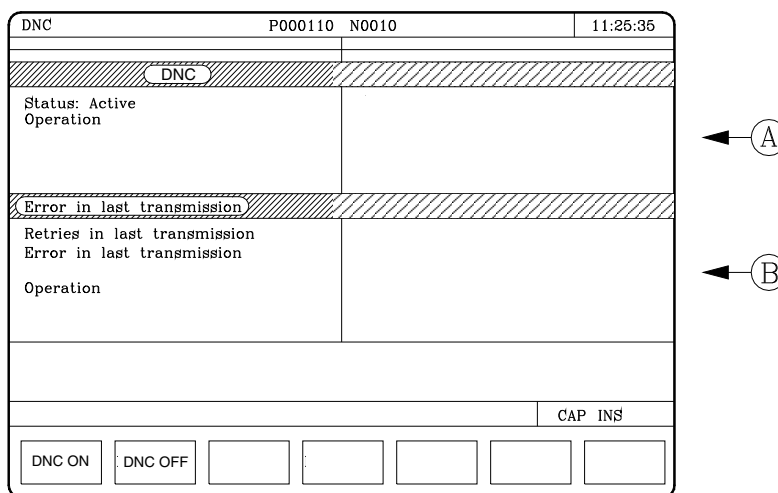 DNC P000110 N0010 11:25:35
DNC
Status: Active
Operation
A
Error in last transmission
Retries in last transmission
Error in last transmission
Operation
B
CAP INS
DNC ON DNC OFF